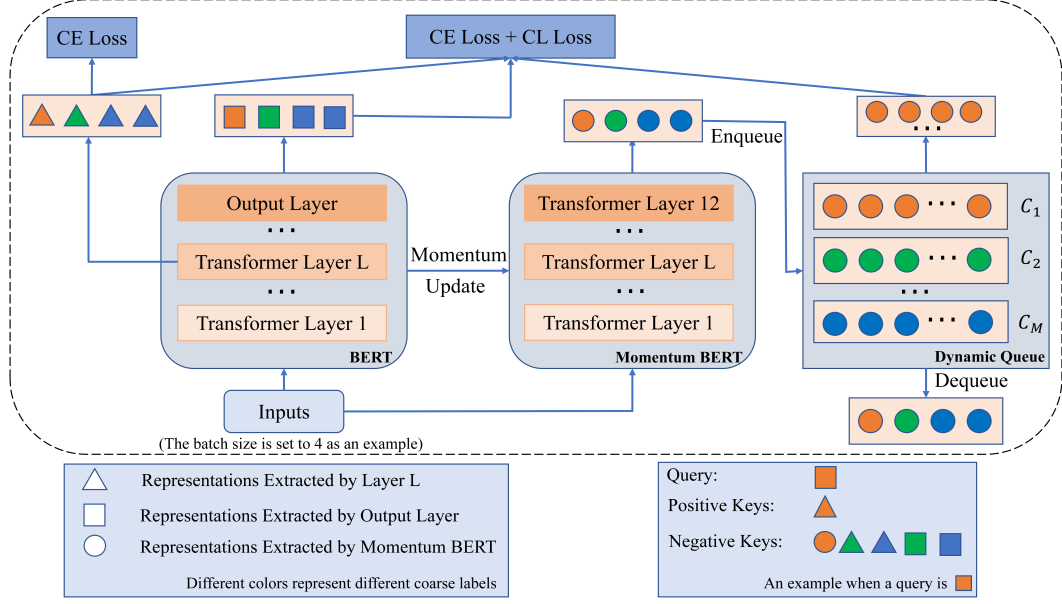 CE Loss
CE Loss + CL Loss
Enqueue
...
Output Layer
...
Transformer Layer L
...
Transformer Layer 1
BERT
Momentum
Update
Transformer Layer 12
...
Transformer Layer L
...
Transformer Layer 1
Momentum BERT
... C1
... C2
...
... CM
Dynamic Queue
Dequeue
Inputs
(The batch size is set to 4 as an example)
Representations Extracted by Layer L
Representations Extracted by Output Layer
Representations Extracted by Momentum BERT
Different colors represent different coarse labels
Query:
Positive Keys:
Negative Keys:
An example when a query is